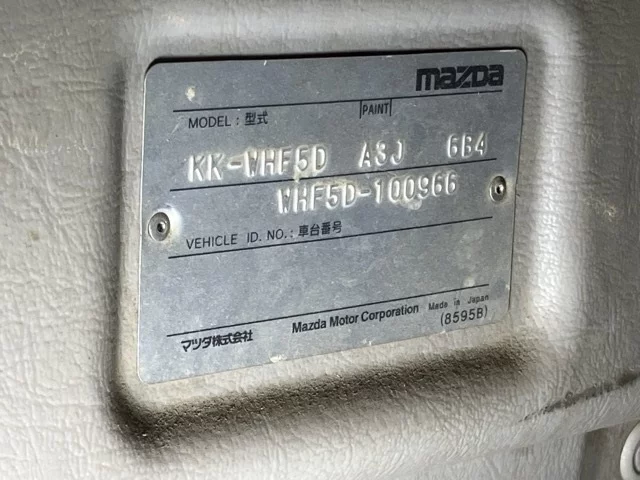 mazda
MODEL : 型式 PAINT
KK-WHF5D A3J 6B4
WHF5D-100966
VEHICLE ID. NO. : 車台番号
マツダ株式会社 Mazda Motor Corporation Made in Japan
(8595B)